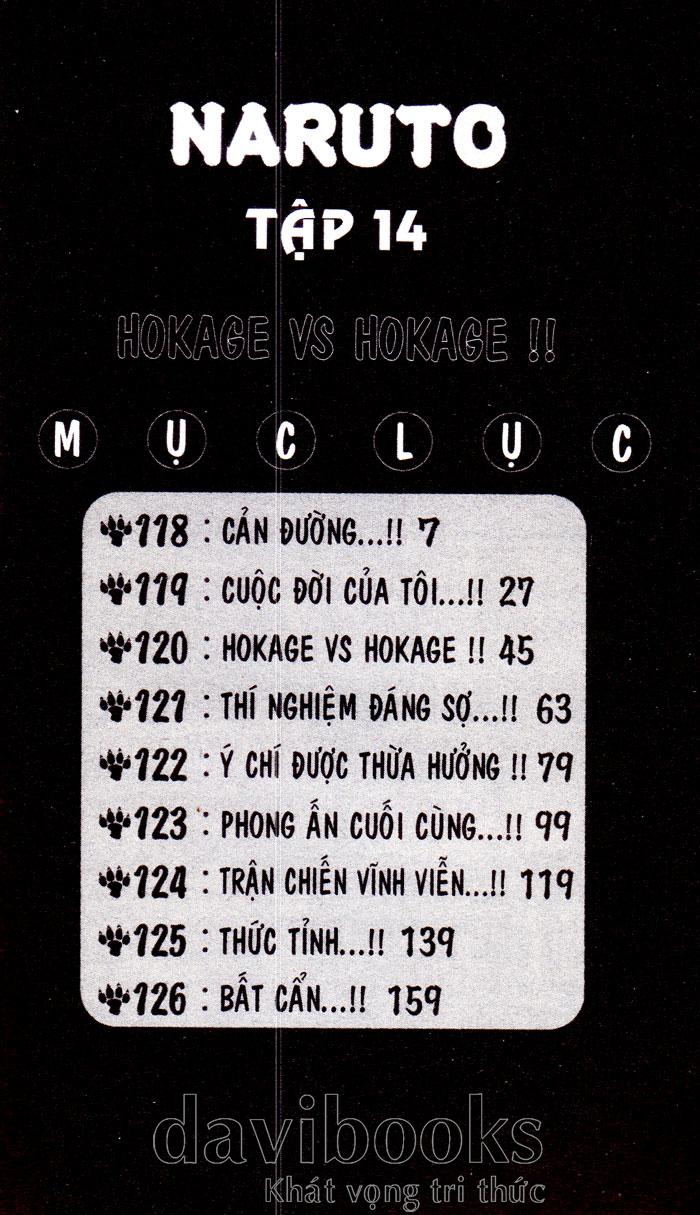 NARUTO
TẬP 14
HOKAGE VS HOKAGE !!
MỤC LỤC
118 : CẢN ĐƯỜNG...!! 7
119 : CUỘC ĐỜI CỦA TÔI...!! 27
120 : HOKAGE VS HOKAGE !! 45
121 : THÍ NGHIỆM ĐÁNG SỢ...!! 63
122 : Ý CHÍ ĐƯỢC THỪA HƯỞNG !! 79
123 : PHONG ẤN CUỐI CÙNG...!! 99
124 : TRẬN CHIẾN VĨNH VIỄN...!! 119
125 : THỨC TỈNH...!! 139
126 : BẤT CẨN...!! 159
davibooks
Khát vọng tri thức